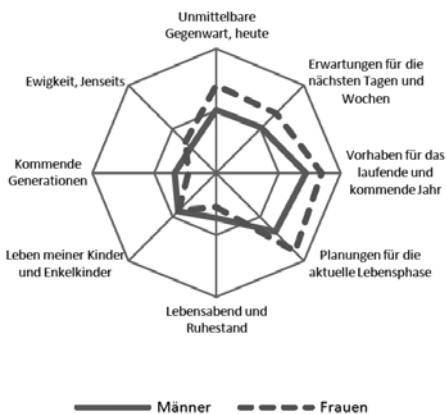 Unmittelbare
Gegenwart, heute
Erwartungen für die
nächsten Tagen und
Wochen
Vorhaben für das
laufende und
kommende Jahr
Planungen für die
aktuelle Lebensphase
Lebensabend und
Ruhestand
Leben meiner Kinder
und Enkelkinder
Kommende
Generationen
Ewigkeit, Jenseits
Männer
Frauen